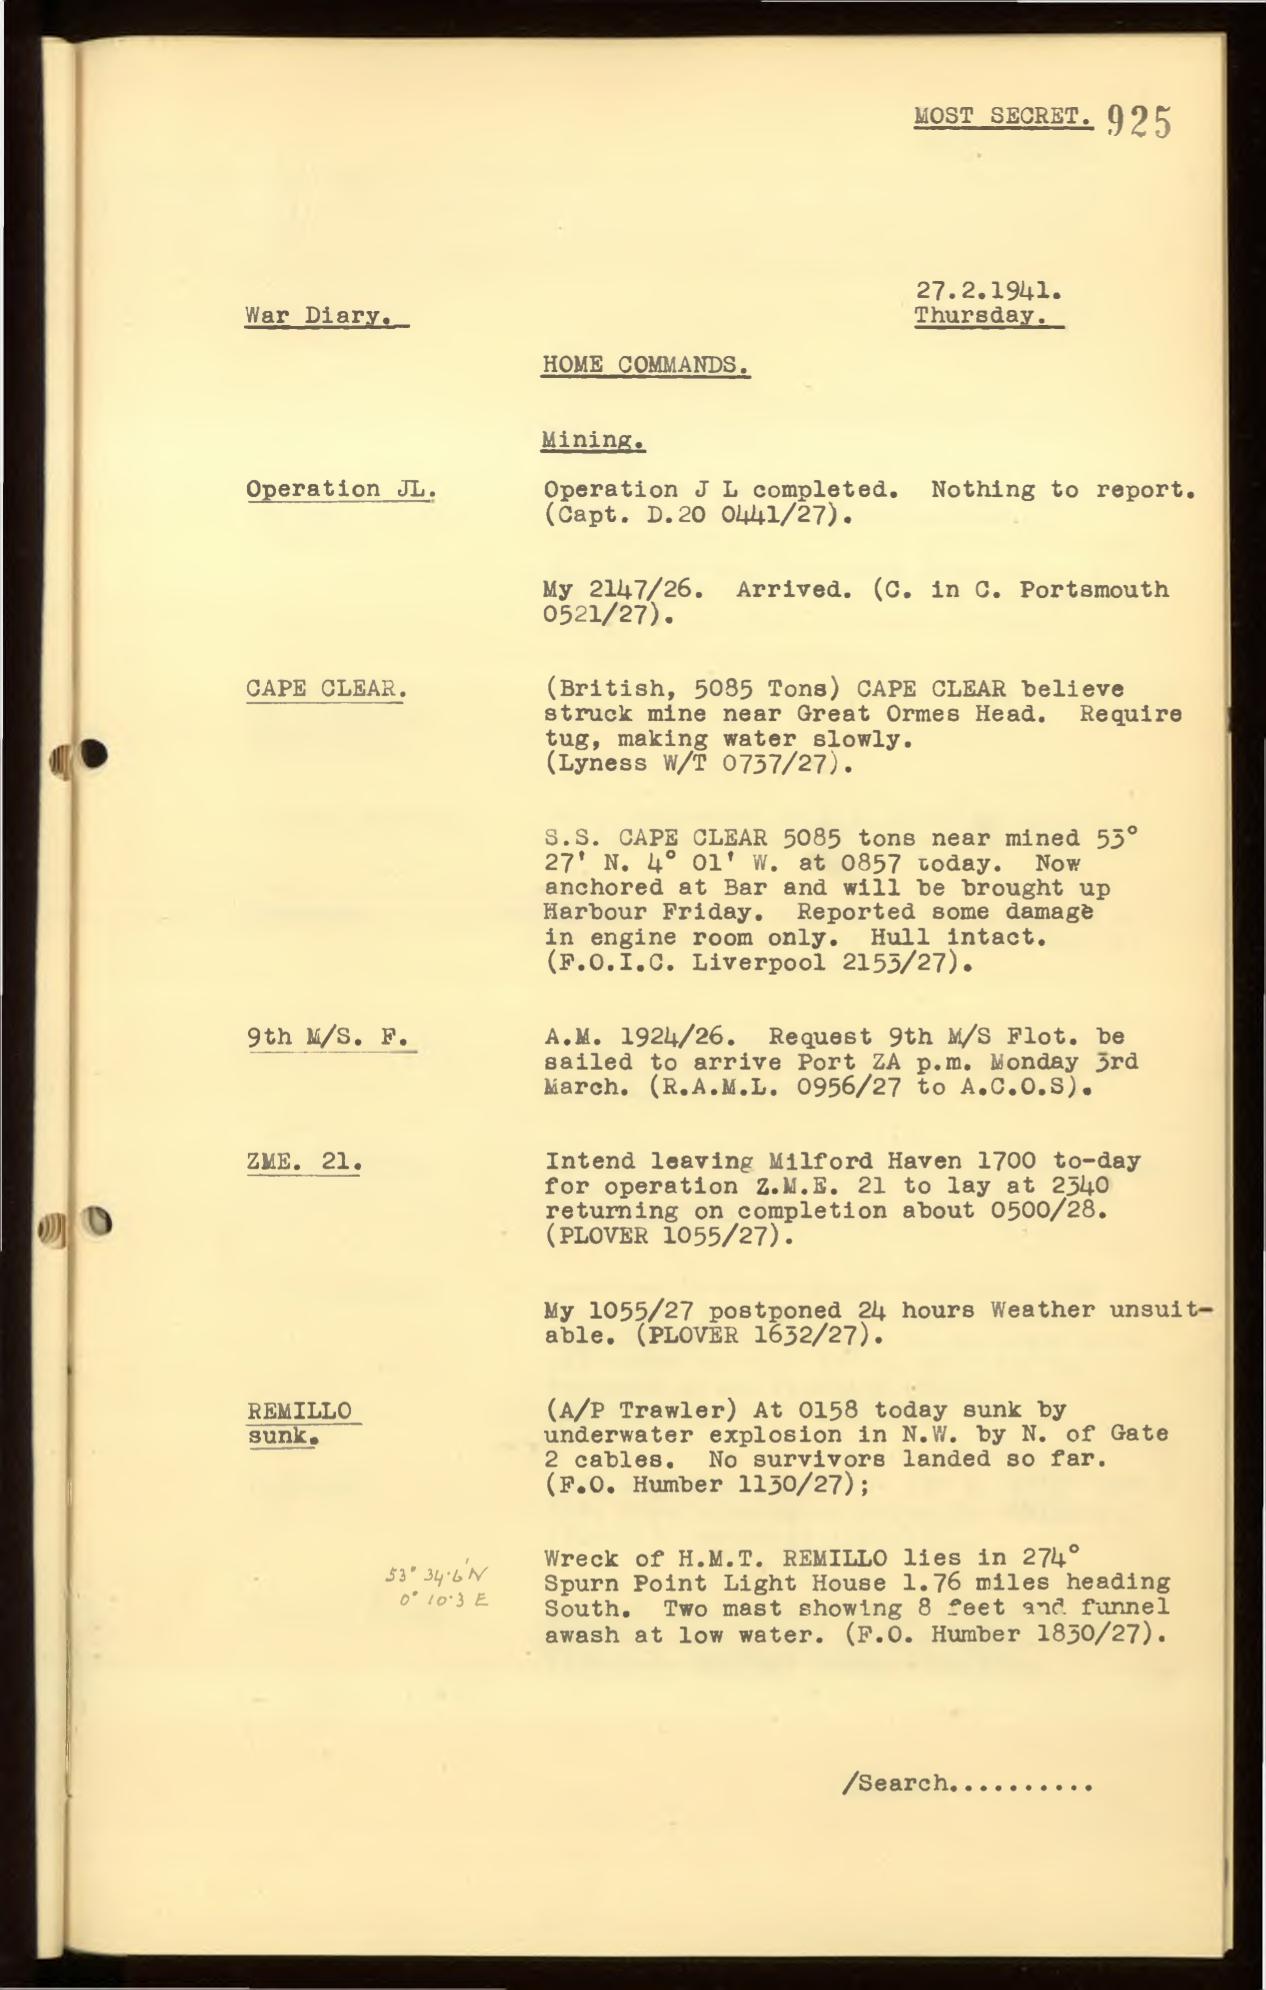 MOST SECRET. 925
27.2.1941.
War Diary. Thursday.
HOME COMMANDS.
Mining.
Operation JL. Operation J L completed. Nothing to report.
(Capt. D.20 0441/27).
My 2147/26. Arrived. (C. in C. Portsmouth
0521/27).
CAPE CLEAR. (British, 5085 Tons) CAPE CLEAR believe
struck mine near Great Ormes Head. Require
tug, making water slowly.
(Lyness W/T 0737/27).
S.S. CAPE CLEAR 5085 tons near mined 53°
27' N. 4° 01' W. at 0857 today. Now
anchored at Bar and will be brought up
Harbour Friday. Reported some damage
in engine room only. Hull intact.
(F.O.I.C. Liverpool 2153/27).
9th M/S. F. A.M. 1924/26. Request 9th M/S Flot. be
sailed to arrive Port ZA p.m. Monday 3rd
March. (R.A.M.L. 0956/27 to A.C.O.S).
ZME. 21. Intend leaving Milford Haven 1700 to-day
for operation Z.M.E. 21 to lay at 2340
returning on completion about 0500/28.
(PLOVER 1055/27).
My 1055/27 postponed 24 hours Weather unsuit-
able. (PLOVER 1632/27).
REMILLO (A/P Trawler) At 0158 today sunk by
sunk. underwater explosion in N.W. by N. of Gate
2 cables. No survivors landed so far.
(F.O. Humber 1130/27);
Wreck of H.M.T. REMILLO lies in 274°
53° 34·6' N Spurn Point Light House 1.76 miles heading
0° 10·3 E South. Two mast showing 8 feet and funnel
awash at low water. (F.O. Humber 1830/27).
/Search..........